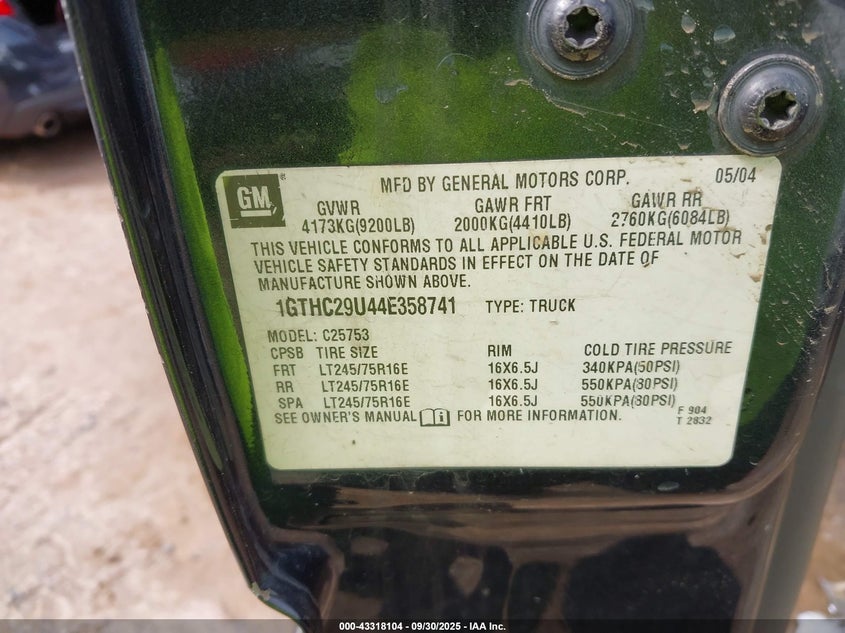 GM
MFD BY GENERAL MOTORS CORP. 05/04
GVWR GAWR FRT GAWR RR
4173KG(9200LB) 2000KG(4410LB) 2760KG(6084LB)
THIS VEHICLE CONFORMS TO ALL APPLICABLE U.S. FEDERAL MOTOR
VEHICLE SAFETY STANDARDS IN EFFECT ON THE DATE OF
MANUFACTURE SHOWN ABOVE.
1GTHC29U44E358741 TYPE: TRUCK
MODEL: C25753
CPSB TIRE SIZE RIM COLD TIRE PRESSURE
FRT LT245/75R16E 16X6.5J 340KPA(50PSI)
RR LT245/75R16E 16X6.5J 550KPA(80PSI)
SPA LT245/75R16E 16X6.5J 550KPA(80PSI)
SEE OWNER'S MANUAL FOR MORE INFORMATION.
F 904
T 2832
000-43318104 - 09/30/2025 - IAA Inc.